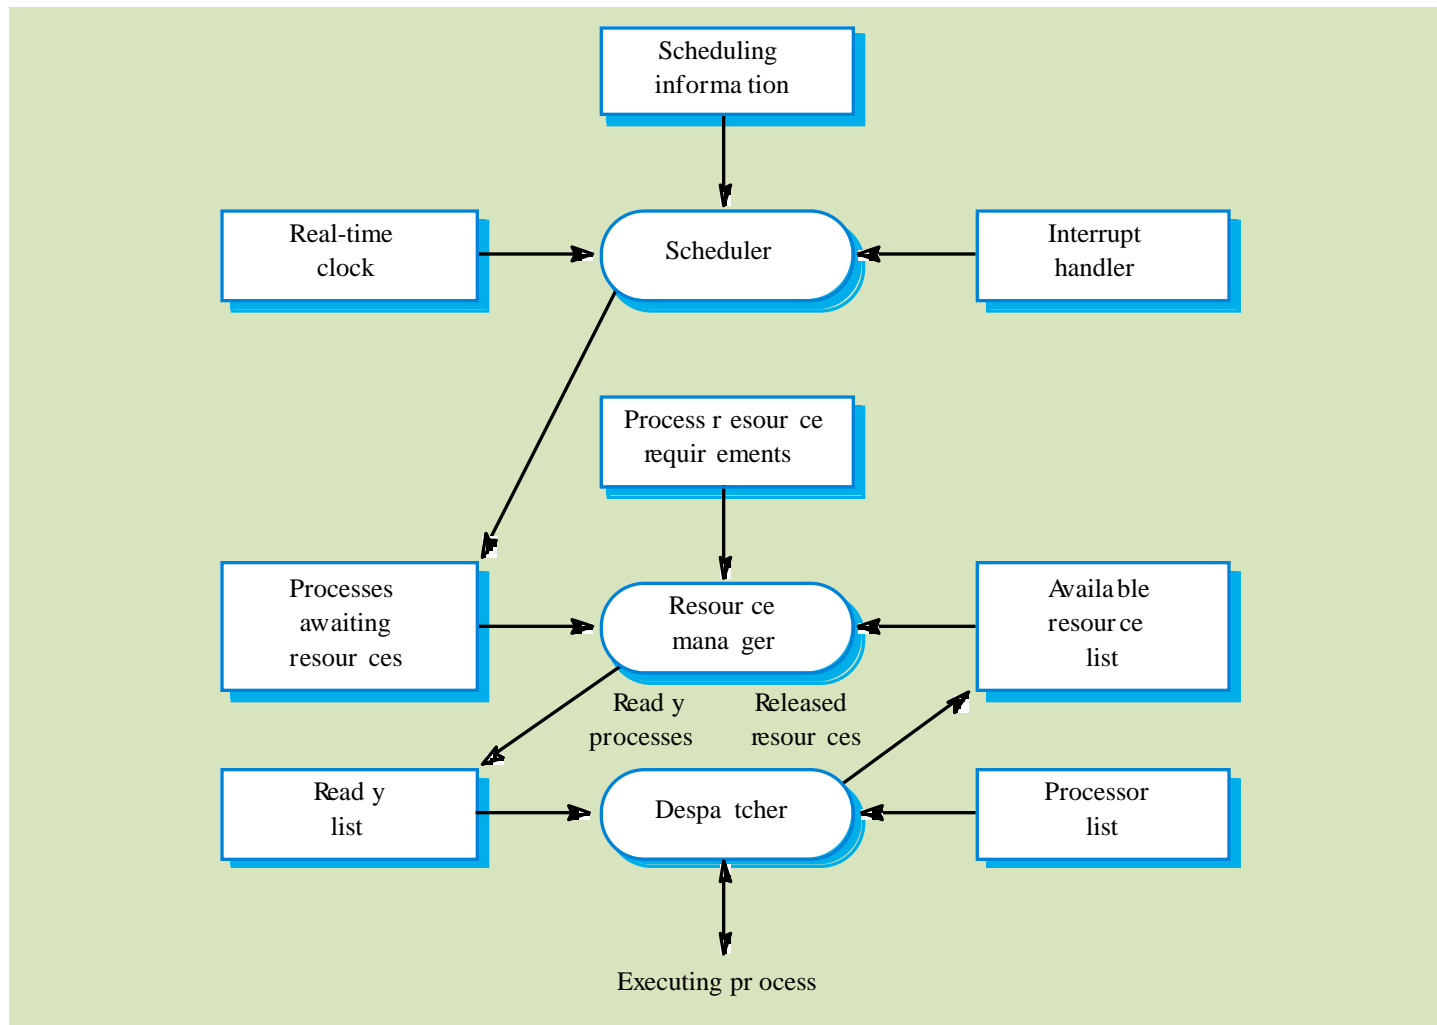 Scheduling
information
Real-time
clock
Scheduler
Interrupt
handler
Process resource
requirements
Processes
awaiting
resources
Resource
manager
Available
resource
list
Ready
processes
Released
resources
Ready
list
Despatcher
Processor
list
Executing process